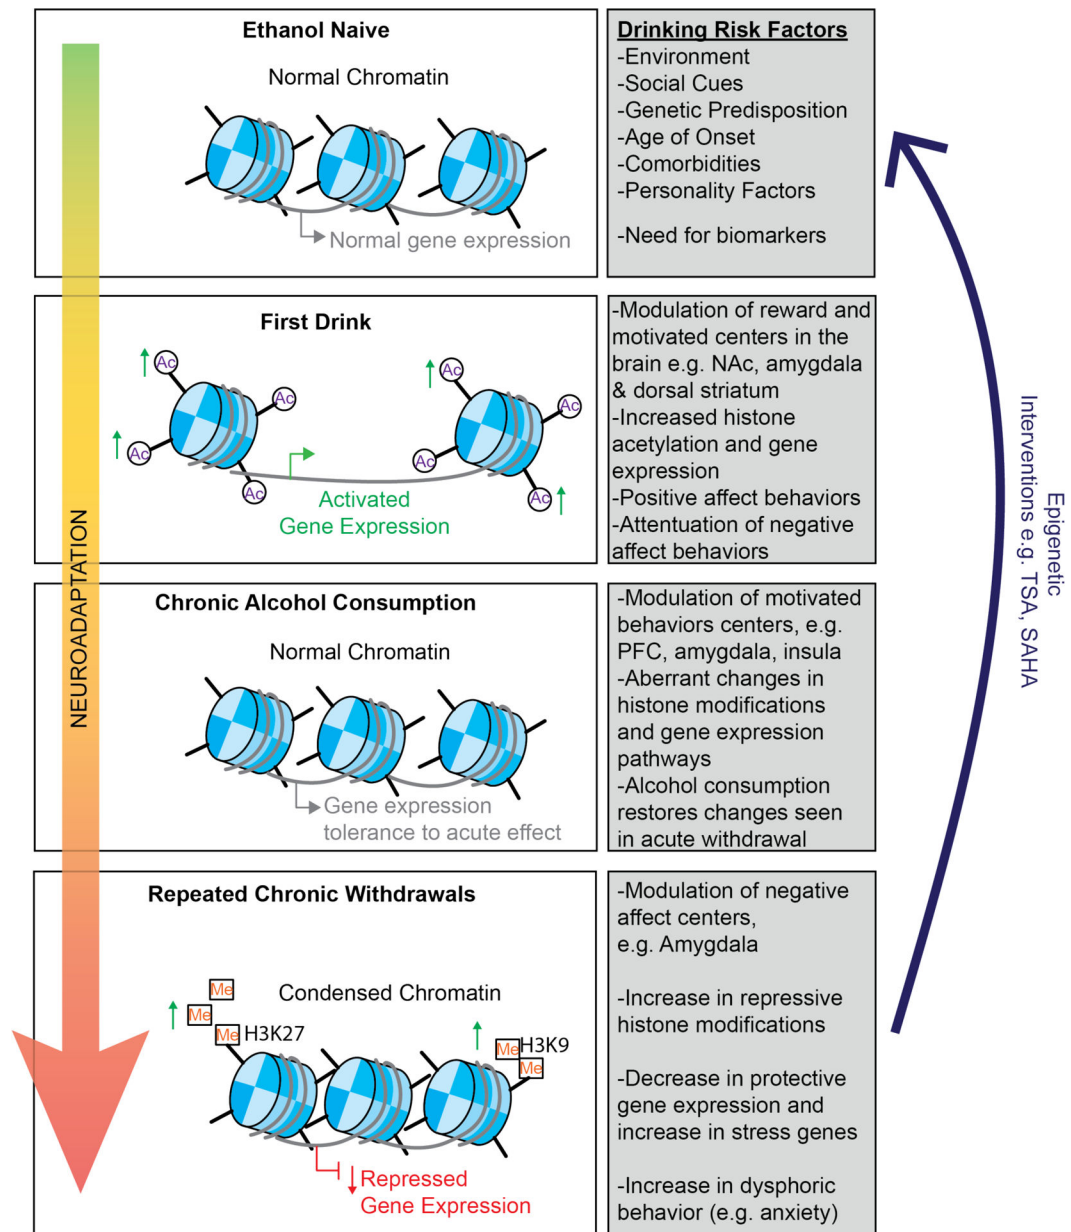 Ethanol Naive
Normal Chromatin
Normal gene expression
Drinking Risk Factors
-Environment
-Social Cues
-Genetic Predisposition
-Age of Onset
-Comorbidities
-Personality Factors
-Need for biomarkers
First Drink
Ac
Ac
Ac
Ac
Ac
Ac
Ac
Ac
Activated
Gene Expression
-Modulation of reward and
motivated centers in the
brain e.g. NAc, amygdala
& dorsal striatum
-Increased histone
acetylation and gene
expression
-Positive affect behaviors
-Attentuation of negative
affect behaviors
Chronic Alcohol Consumption
Normal Chromatin
Gene expression
tolerance to acute effect
-Modulation of motivated
behaviors centers, e.g.
PFC, amygdala, insula
-Aberrant changes in
histone modifications
and gene expression
pathways
-Alcohol consumption
restores changes seen
in acute withdrawal
Repeated Chronic Withdrawals
Condensed Chromatin
Me
Me
Me H3K27
Me H3K9
Me
Repressed
Gene Expression
-Modulation of negative
affect centers,
e.g. Amygdala
-Increase in repressive
histone modifications
-Decrease in protective
gene expression and
increase in stress genes
-Increase in dysphoric
behavior (e.g. anxiety)
NEUROADAPTATION
Epigenetic
Interventions e.g. TSA, SAHA